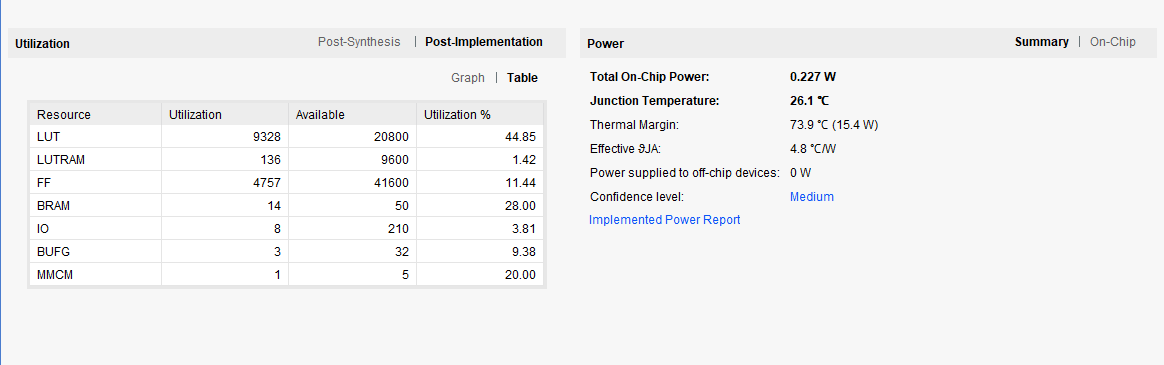 Utilization
Post-Synthesis | Post-Implementation
Graph | Table
Resource Utilization Available Utilization %
LUT 9328 20800 44.85
LUTRAM 136 9600 1.42
FF 4757 41600 11.44
BRAM 14 50 28.00
IO 8 210 3.81
BUFG 3 32 9.38
MMCM 1 5 20.00
Power
Summary | On-Chip
Total On-Chip Power: 0.227 W
Junction Temperature: 26.1 ℃
Thermal Margin: 73.9 ℃ (15.4 W)
Effective ϑJA: 4.8 ℃/W
Power supplied to off-chip devices: 0 W
Confidence level: Medium
Implemented Power Report